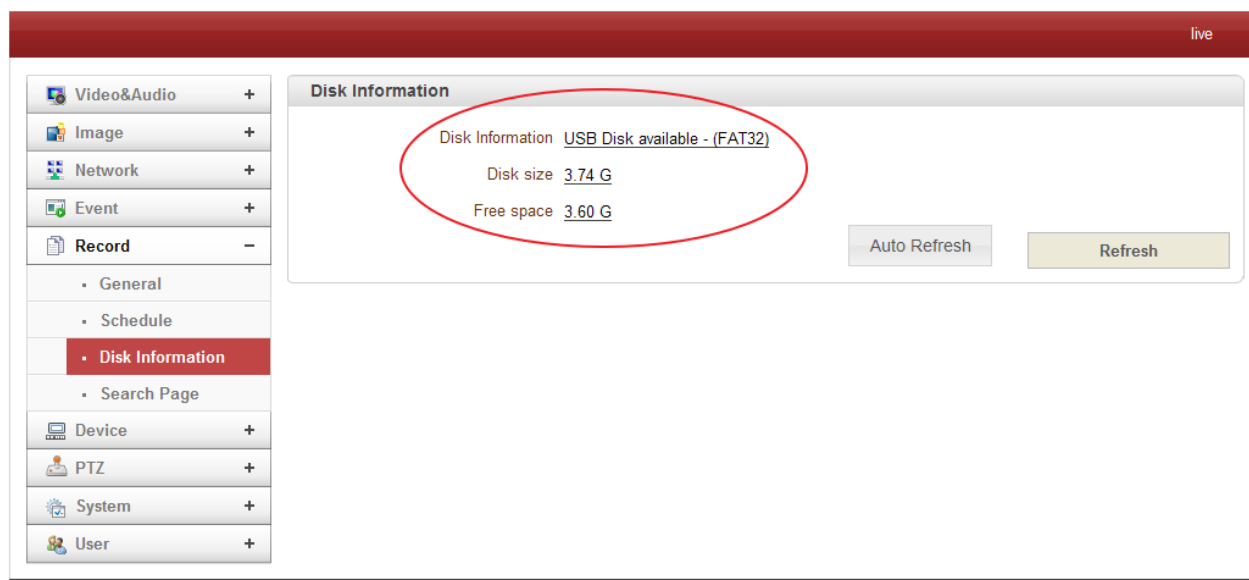 live
Video&Audio +
Image +
Network +
Event +
Record −
General
Schedule
Disk Information
Search Page
Device +
PTZ +
System +
User +
Disk Information
Disk Information USB Disk available - (FAT32)
Disk size 3.74 G
Free space 3.60 G
Auto Refresh Refresh